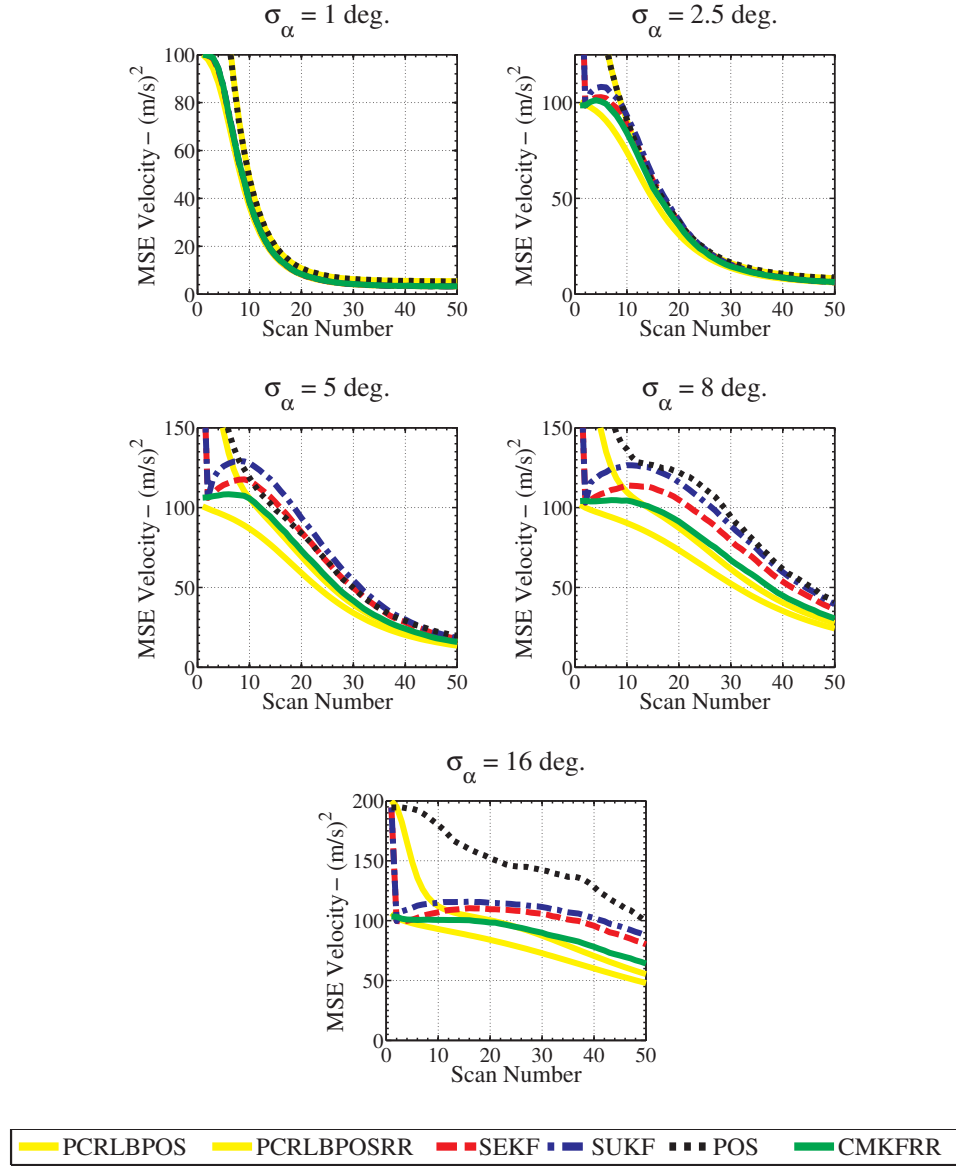 σα = 1 deg.
MSE Velocity− (m/s)2
100
80
60
40
20
0
0 10 20 30 40 50
Scan Number
σα = 2.5 deg.
MSE Velocity− (m/s)2
100
50
0
0 10 20 30 40 50
Scan Number
σα = 5 deg.
MSE Velocity− (m/s)2
150
100
50
0
0 10 20 30 40 50
Scan Number
σα = 8 deg.
MSE Velocity− (m/s)2
150
100
50
0
0 10 20 30 40 50
Scan Number
σα = 16 deg.
MSE Velocity− (m/s)2
200
150
100
50
0
0 10 20 30 40 50
Scan Number
PCRLBPOS PCRLBPOSRR SEKF SUKF POS CMKFRR